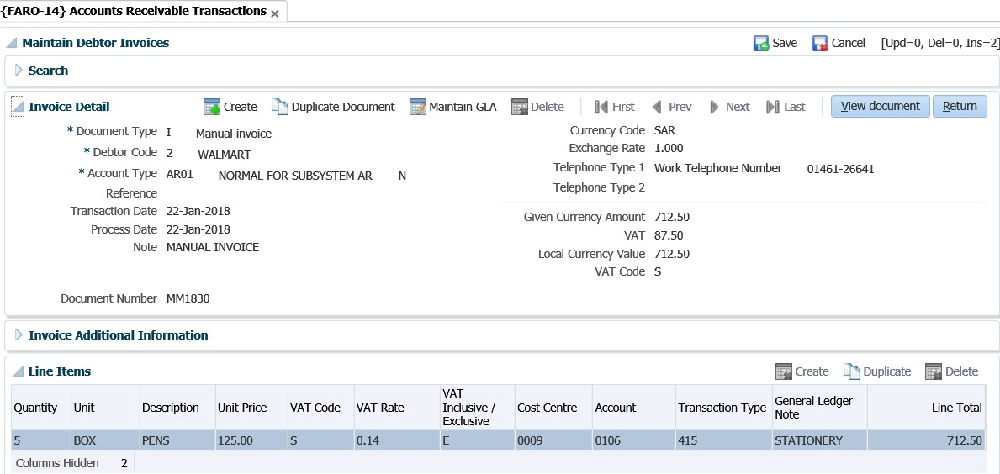 {FARO-14} Accounts Receivable Transactions
Maintain Debtor Invoices Save Cancel [Upd=0, Del=0, Ins=2]
Search
Invoice Detail Create Duplicate Document Maintain GLA Delete First Prev Next Last View document Return
* Document Type I Manual invoice
* Debtor Code 2 WALMART
* Account Type AR01 NORMAL FOR SUBSYSTEM AR N
Reference
Transaction Date 22-Jan-2018
Process Date 22-Jan-2018
Note MANUAL INVOICE
Document Number MM1830
Currency Code SAR
Exchange Rate 1.000
Telephone Type 1 Work Telephone Number 01461-26641
Telephone Type 2
Given Currency Amount 712.50
VAT 87.50
Local Currency Value 712.50
VAT Code S
Invoice Additional Information
Line Items Create Duplicate Delete
Quantity Unit Description Unit Price VAT Code VAT Rate VAT Inclusive / Exclusive Cost Centre Account Transaction Type General Ledger Note Line Total
5 BOX PENS 125.00 S 0.14 E 0009 0106 415 STATIONERY 712.50
Columns Hidden 2